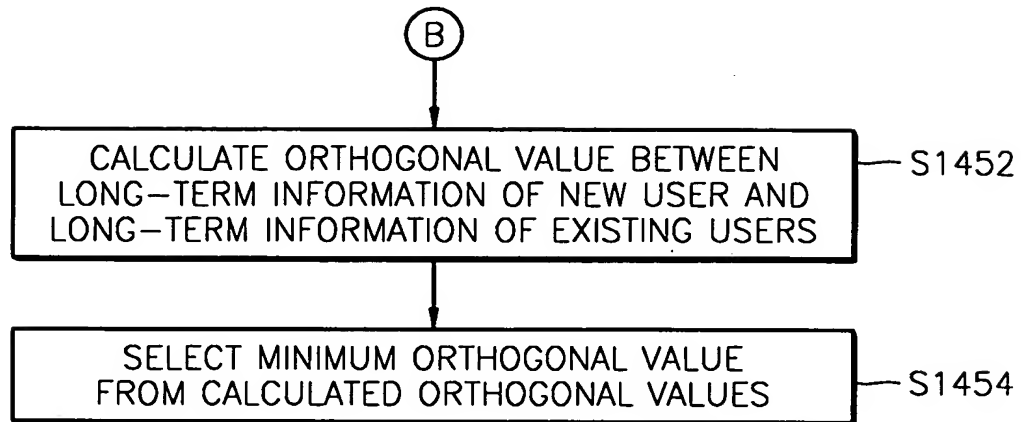 B
CALCULATE ORTHOGONAL VALUE BETWEEN
LONG-TERM INFORMATION OF NEW USER AND
LONG-TERM INFORMATION OF EXISTING USERS
S1452
SELECT MINIMUM ORTHOGONAL VALUE
FROM CALCULATED ORTHOGONAL VALUES
S1454